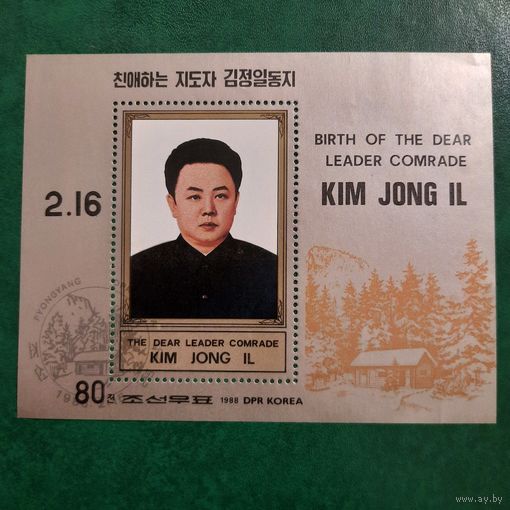 친애하는 지도자 김정일동지
BIRTH OF THE DEAR
LEADER COMRADE
KIM JONG IL
2.16
THE DEAR LEADER COMRADE
KIM JONG IL
PYONGYANG
80전 조선우표 1988 DPR KOREA
www.ay.by